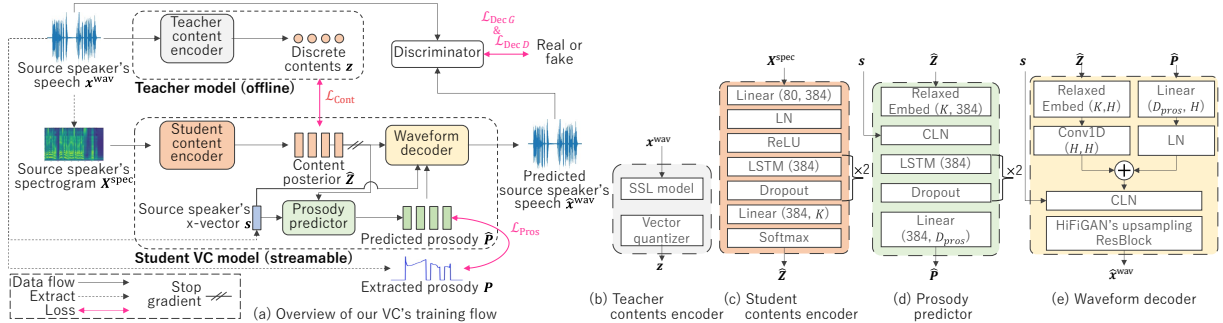 Teacher
content
encoder
Source speaker's
speech x^wav
Discrete
contents z
Teacher model (offline)
Discriminator
ℒ_Dec G
&
ℒ_Dec D
Real or
fake
ℒ_Cont
Student
content
encoder
Source speaker's
spectrogram X^spec
Content
posterior Ẑ
Waveform
decoder
Predicted
source speaker's
speech x̂^wav
Source speaker's
x-vector s
Prosody
predictor
Predicted prosody P̂
ℒ_Pros
Student VC model (streamable)
Extracted prosody P
Data flow
Extract
Loss
Stop
gradient
(a) Overview of our VC's training flow
x^wav
SSL model
Vector
quantizer
z
(b) Teacher
contents encoder
X^spec
Linear (80, 384)
LN
ReLU
LSTM (384)
Dropout
×2
Linear (384, K)
Softmax
Ẑ
(c) Student
contents encoder
s
Ẑ
Relaxed
Embed (K, 384)
CLN
LSTM (384)
Dropout
×2
Linear
(384, D_pros)
P̂
(d) Prosody
predictor
s
Ẑ
P̂
Relaxed
Embed (K,H)
Linear
(D_pros, H)
Conv1D
(H,H)
LN
+
CLN
HiFiGAN's upsampling
ResBlock
x̂^wav
(e) Waveform decoder